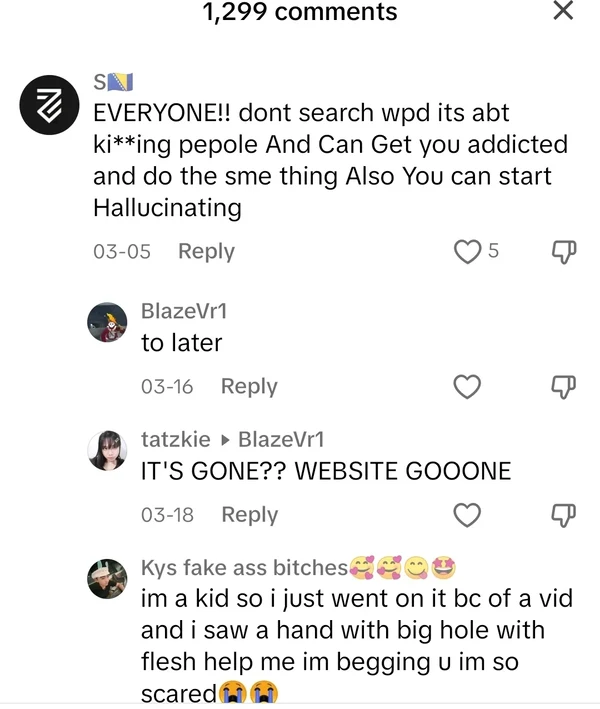 1,299 comments
S🇧🇦
EVERYONE!! dont search wpd its abt
ki**ing pepole And Can Get you addicted
and do the sme thing Also You can start
Hallucinating
03-05 Reply 5
BlazeVr1
to later
03-16 Reply
tatzkie ▸ BlazeVr1
IT'S GONE?? WEBSITE GOOONE
03-18 Reply
Kys fake ass bitches🥰🥰😋🤩
im a kid so i just went on it bc of a vid
and i saw a hand with big hole with
flesh help me im begging u im so
scared😭😭